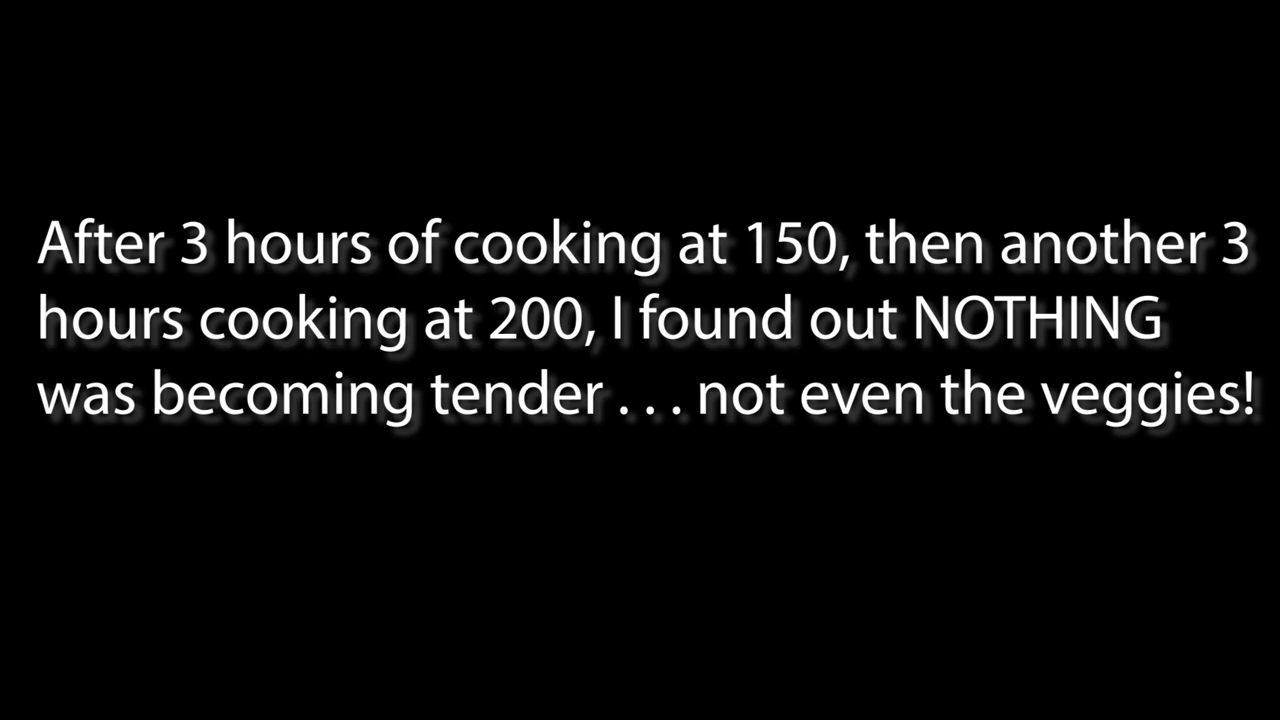 After 3 hours of cooking at 150, then another 3
hours cooking at 200, I found out NOTHING
was becoming tender . . . not even the veggies!